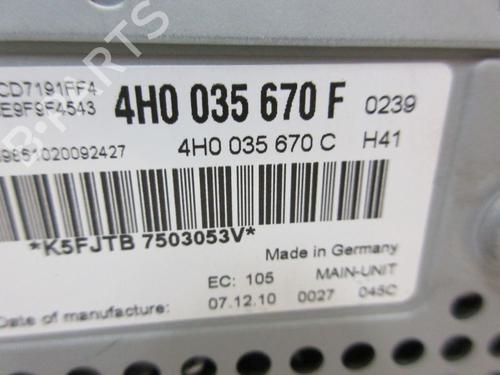 CD7191FF4
E9F9F4543 4H0 035 670 F 0239
9851020092427 4H0 035 670 C H41
*K5FJTB 7503053V*
Made in Germany
EC: 105 MAIN-UNIT
Date of manufacture: 07.12.10 0027 045C
B-PARTS